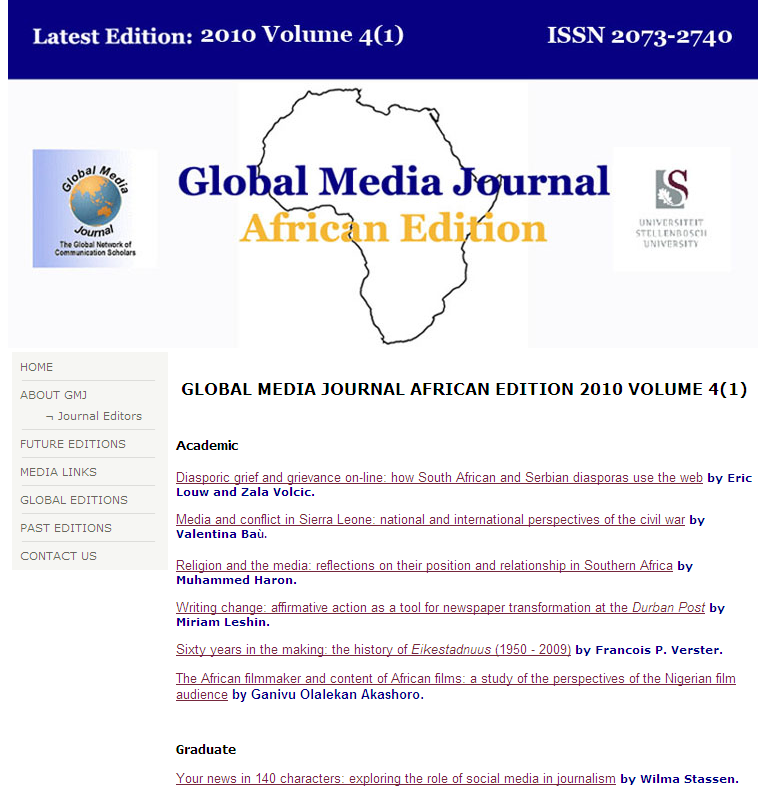 Latest Edition: 2010 Volume 4(1)
ISSN 2073-2740
Global Media
Journal
The Global Network of
Communication Scholars
Global Media Journal
African Edition
S
UNIVERSITEIT
STELLENBOSCH
UNIVERSITY
HOME
ABOUT GMJ
¬ Journal Editors
FUTURE EDITIONS
MEDIA LINKS
GLOBAL EDITIONS
PAST EDITIONS
CONTACT US
GLOBAL MEDIA JOURNAL AFRICAN EDITION 2010 VOLUME 4(1)
Academic
Diasporic grief and grievance on-line: how South African and Serbian diasporas use the web by Eric
Louw and Zala Volcic.
Media and conflict in Sierra Leone: national and international perspectives of the civil war by
Valentina Baù.
Religion and the media: reflections on their position and relationship in Southern Africa by
Muhammed Haron.
Writing change: affirmative action as a tool for newspaper transformation at the Durban Post by
Miriam Leshin.
Sixty years in the making: the history of Eikestadnuus (1950 - 2009) by Francois P. Verster.
The African filmmaker and content of African films: a study of the perspectives of the Nigerian film
audience by Ganivu Olalekan Akashoro.
Graduate
Your news in 140 characters: exploring the role of social media in journalism by Wilma Stassen.